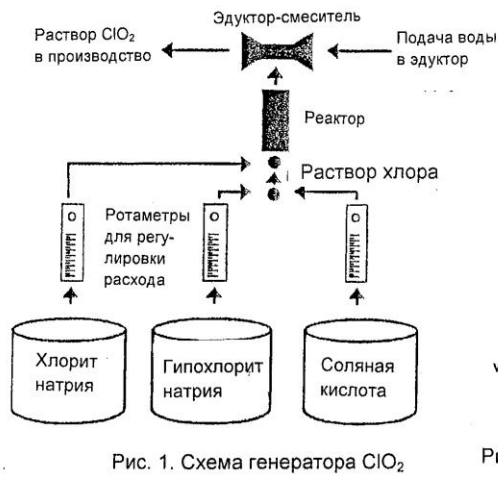 Эдуктор-смеситель
Раствор ClO₂
в производство
Подача воды
в эдуктор
Реактор
Раствор хлора
Ротаметры
для регу-
лировки
расхода
Хлорит
натрия
Гипохлорит
натрия
Соляная
кислота
Рис. 1. Схема генератора ClO₂